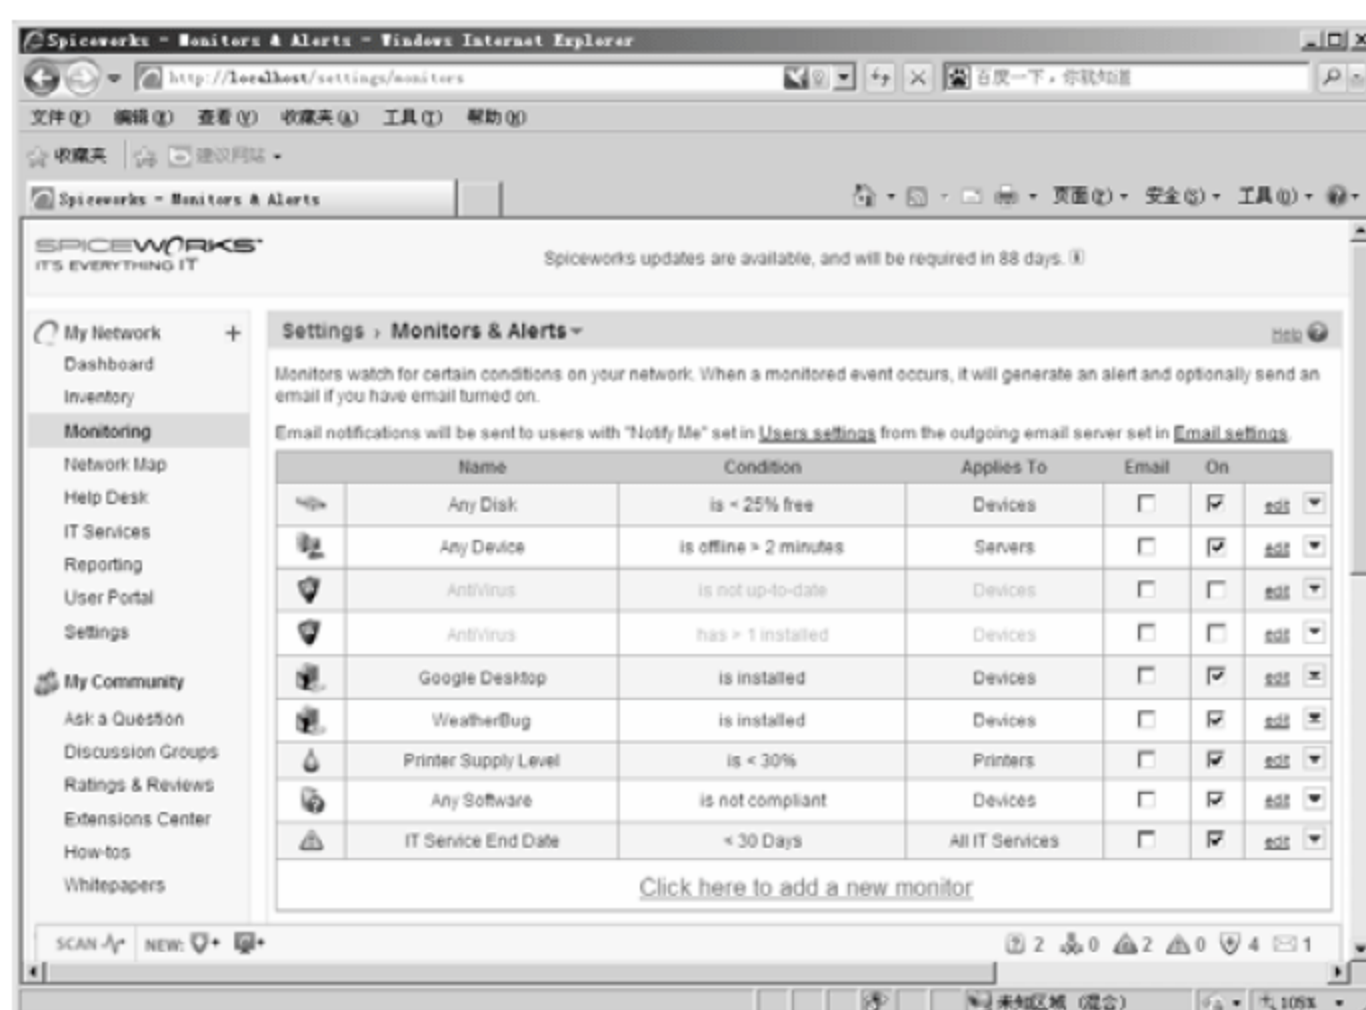 Spiceworks - Monitors & Alerts - Windows Internet Explorer
http://localhost/settings/monitors
百度一下，你就知道
文件(F) 编辑(E) 查看(V) 收藏夹(A) 工具(T) 帮助(H)
收藏夹 建议网站
Spiceworks - Monitors & Alerts
页面(P) 安全(S) 工具(O)
SPICEWORKS
IT'S EVERYTHING IT
Spiceworks updates are available, and will be required in 88 days.
My Network +
Dashboard
Inventory
Monitoring
Network Map
Help Desk
IT Services
Reporting
User Portal
Settings
My Community
Ask a Question
Discussion Groups
Ratings & Reviews
Extensions Center
How-tos
Whitepapers
Settings › Monitors & Alerts
Help
Monitors watch for certain conditions on your network. When a monitored event occurs, it will generate an alert and optionally send an
email if you have email turned on.
Email notifications will be sent to users with "Notify Me" set in Users settings from the outgoing email server set in Email settings.
Name Condition Applies To Email On
Any Disk is < 25% free Devices edit
Any Device is offline > 2 minutes Servers edit
AntiVirus is not up-to-date Devices edit
AntiVirus has > 1 installed Devices edit
Google Desktop is installed Devices edit
WeatherBug is installed Devices edit
Printer Supply Level is < 30% Printers edit
Any Software is not compliant Devices edit
IT Service End Date < 30 Days All IT Services edit
Click here to add a new monitor
SCAN NEW: 2 0 2 0 4 1
未知区域 (混合) 105%